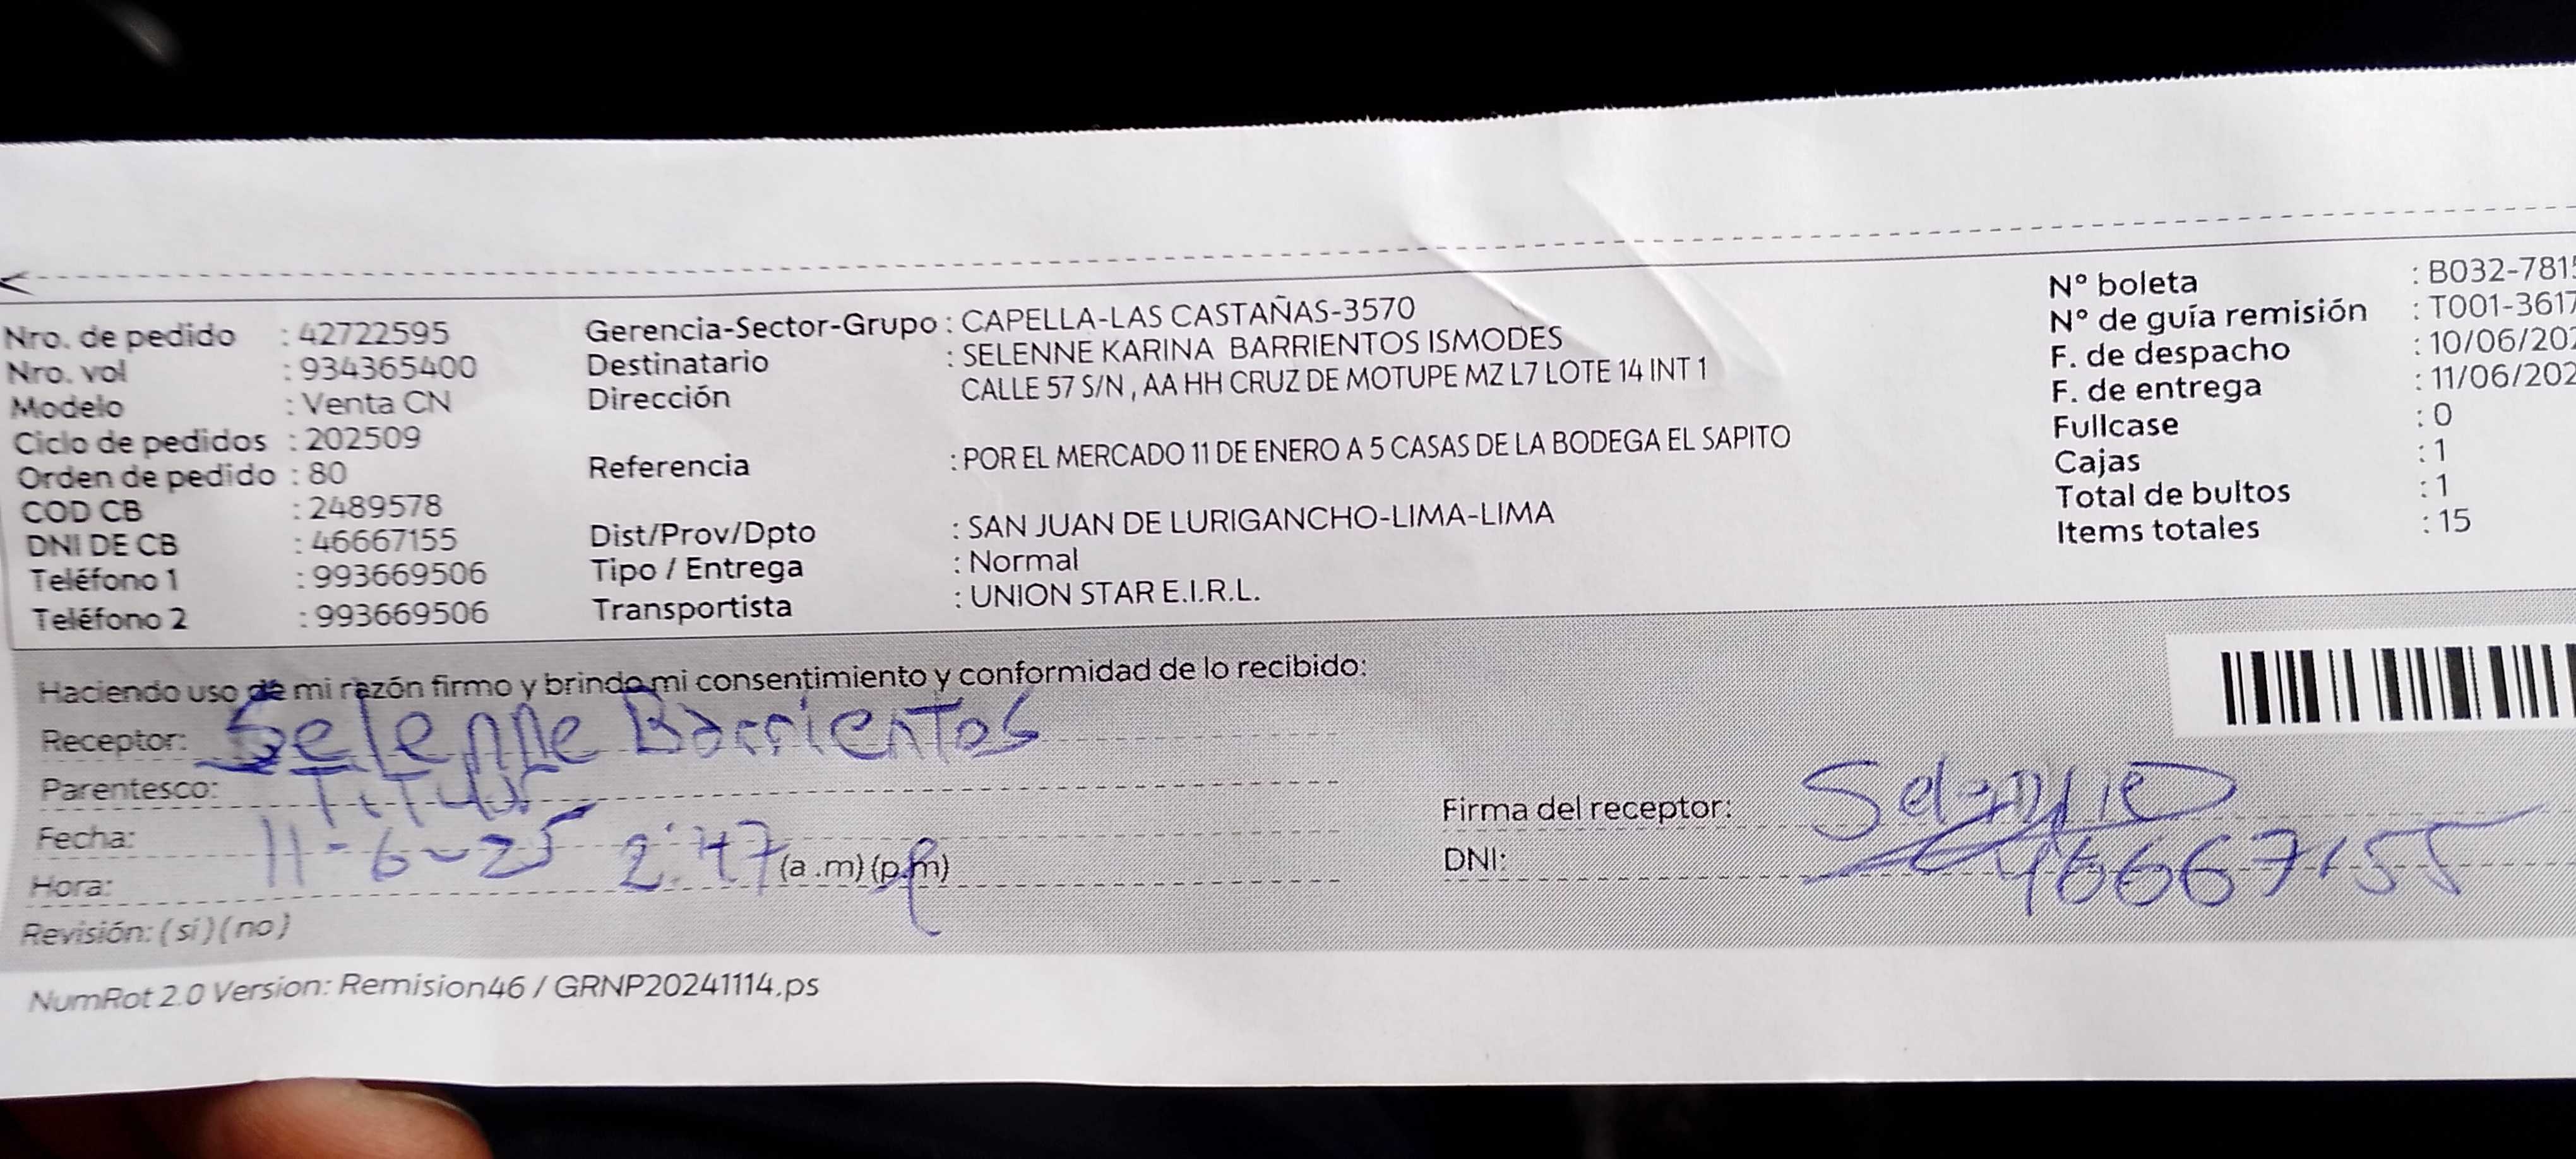 Nro. de pedido : 42722595
Nro. vol : 934365400
Modelo : Venta CN
Ciclo de pedidos : 202509
Orden de pedido : 80
COD CB : 2489578
DNI DE CB : 46667155
Teléfono 1 : 993669506
Teléfono 2 : 993669506
Gerencia-Sector-Grupo : CAPELLA-LAS CASTAÑAS-3570
Destinatario : SELENNE KARINA BARRIENTOS ISMODES
Dirección CALLE 57 S/N , AA HH CRUZ DE MOTUPE MZ L7 LOTE 14 INT 1
Referencia : POR EL MERCADO 11 DE ENERO A 5 CASAS DE LA BODEGA EL SAPITO
Dist/Prov/Dpto : SAN JUAN DE LURIGANCHO-LIMA-LIMA
Tipo / Entrega : Normal
Transportista : UNION STAR E.I.R.L.
Nº boleta : B032-781
Nº de guía remisión : T001-3617
F. de despacho : 10/06/202
F. de entrega : 11/06/202
Fullcase : 0
Cajas : 1
Total de bultos : 1
Items totales : 15
Haciendo uso de mi razón firmo y brindo mi consentimiento y conformidad de lo recibido:
Receptor: Selenne Barrientos
Parentesco:
Fecha: 11-6-25
Hora: 2:47 (a .m) (p.m)
Revisión: ( si ) ( no )
Firma del receptor: Selenne
DNI: 46667155
NumRot 2.0 Version: Remision46 / GRNP20241114.ps